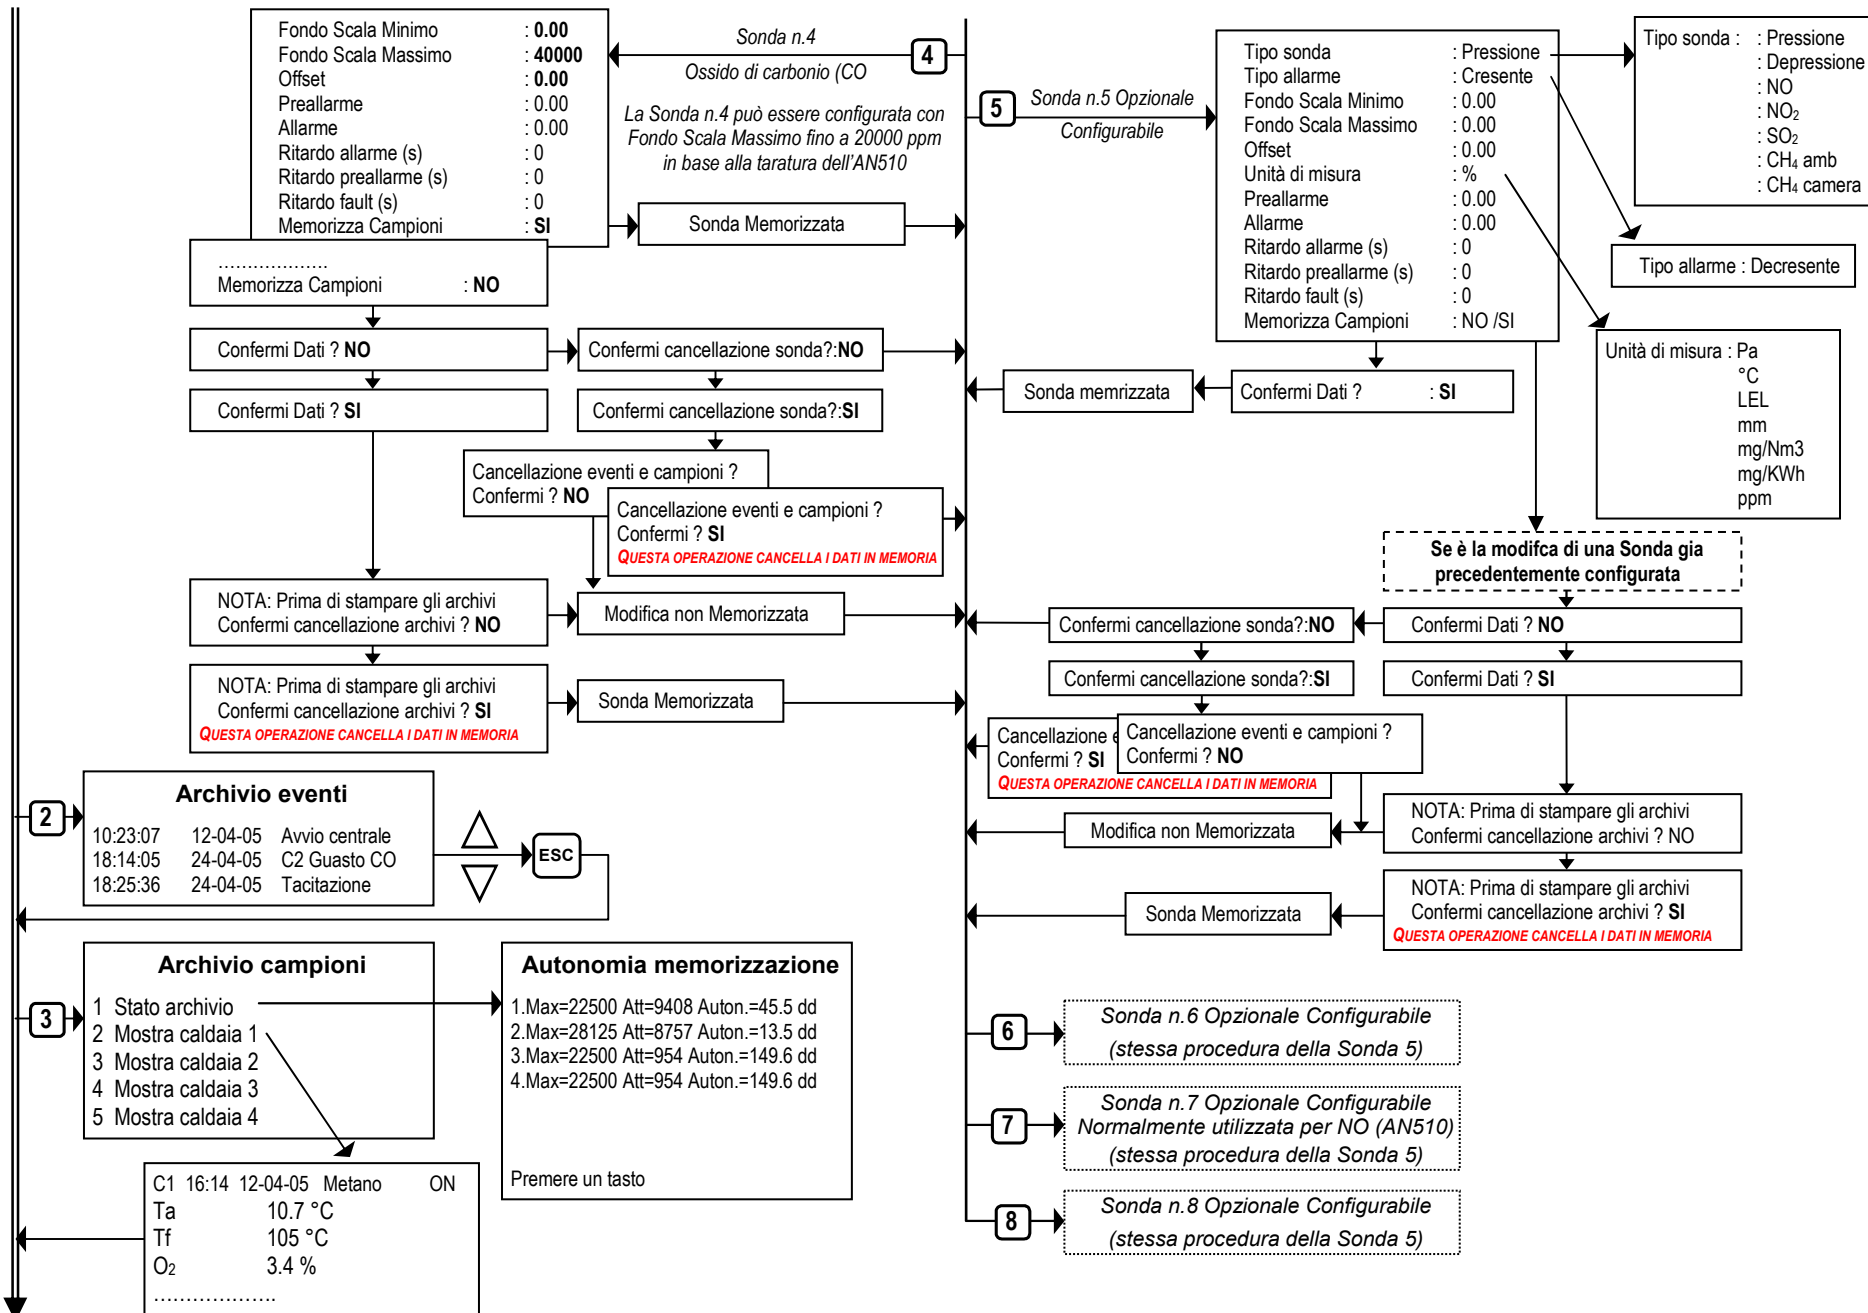 Fondo Scala Minimo : 0.00
Fondo Scala Massimo : 40000
Offset : 0.00
Preallarme : 0.00
Allarme : 0.00
Ritardo allarme (s) : 0
Ritardo preallarme (s) : 0
Ritardo fault (s) : 0
Memorizza Campioni : SI
...................
Memorizza Campioni : NO
Sonda n.4
4
Ossido di carbonio (CO
La Sonda n.4 può essere configurata con
Fondo Scala Massimo fino a 20000 ppm
in base alla taratura dell'AN510
Sonda Memorizzata
Confermi Dati ? NO
Confermi cancellazione sonda?:NO
Confermi Dati ? SI
Confermi cancellazione sonda?:SI
Cancellazione eventi e campioni ?
Confermi ? NO
Cancellazione eventi e campioni ?
Confermi ? SI
QUESTA OPERAZIONE CANCELLA I DATI IN MEMORIA
NOTA: Prima di stampare gli archivi
Confermi cancellazione archivi ? NO
Modifica non Memorizzata
NOTA: Prima di stampare gli archivi
Confermi cancellazione archivi ? SI
QUESTA OPERAZIONE CANCELLA I DATI IN MEMORIA
Sonda Memorizzata
2
Archivio eventi
10:23:07 12-04-05 Avvio centrale
18:14:05 24-04-05 C2 Guasto CO
18:25:36 24-04-05 Tacitazione
ESC
3
Archivio campioni
1 Stato archivio
2 Mostra caldaia 1
3 Mostra caldaia 2
4 Mostra caldaia 3
5 Mostra caldaia 4
Autonomia memorizzazione
1.Max=22500 Att=9408 Auton.=45.5 dd
2.Max=28125 Att=8757 Auton.=13.5 dd
3.Max=22500 Att=954 Auton.=149.6 dd
4.Max=22500 Att=954 Auton.=149.6 dd
Premere un tasto
C1 16:14 12-04-05 Metano ON
Ta 10.7 °C
Tf 105 °C
O2 3.4 %
...................
5
Sonda n.5 Opzionale
Configurabile
Tipo sonda : Pressione
Tipo allarme : Cresente
Fondo Scala Minimo : 0.00
Fondo Scala Massimo : 0.00
Offset : 0.00
Unità di misura : %
Preallarme : 0.00
Allarme : 0.00
Ritardo allarme (s) : 0
Ritardo preallarme (s) : 0
Ritardo fault (s) : 0
Memorizza Campioni : NO /SI
Tipo sonda : : Pressione
: Depressione
: NO
: NO2
: SO2
: CH4 amb
: CH4 camera
Tipo allarme : Decresente
Unità di misura : Pa
°C
LEL
mm
mg/Nm3
mg/KWh
ppm
Sonda memrizzata
Confermi Dati ? : SI
Se è la modifca di una Sonda gia
precedentemente configurata
Confermi cancellazione sonda?:NO
Confermi Dati ? NO
Confermi cancellazione sonda?:SI
Confermi Dati ? SI
Cancellazione e
Confermi ? SI
QUESTA OPERAZIONE CANCELLA I DATI IN MEMORIA
Cancellazione eventi e campioni ?
Confermi ? NO
Modifica non Memorizzata
NOTA: Prima di stampare gli archivi
Confermi cancellazione archivi ? NO
Sonda Memorizzata
NOTA: Prima di stampare gli archivi
Confermi cancellazione archivi ? SI
QUESTA OPERAZIONE CANCELLA I DATI IN MEMORIA
6
Sonda n.6 Opzionale Configurabile
(stessa procedura della Sonda 5)
7
Sonda n.7 Opzionale Configurabile
Normalmente utilizzata per NO (AN510)
(stessa procedura della Sonda 5)
8
Sonda n.8 Opzionale Configurabile
(stessa procedura della Sonda 5)